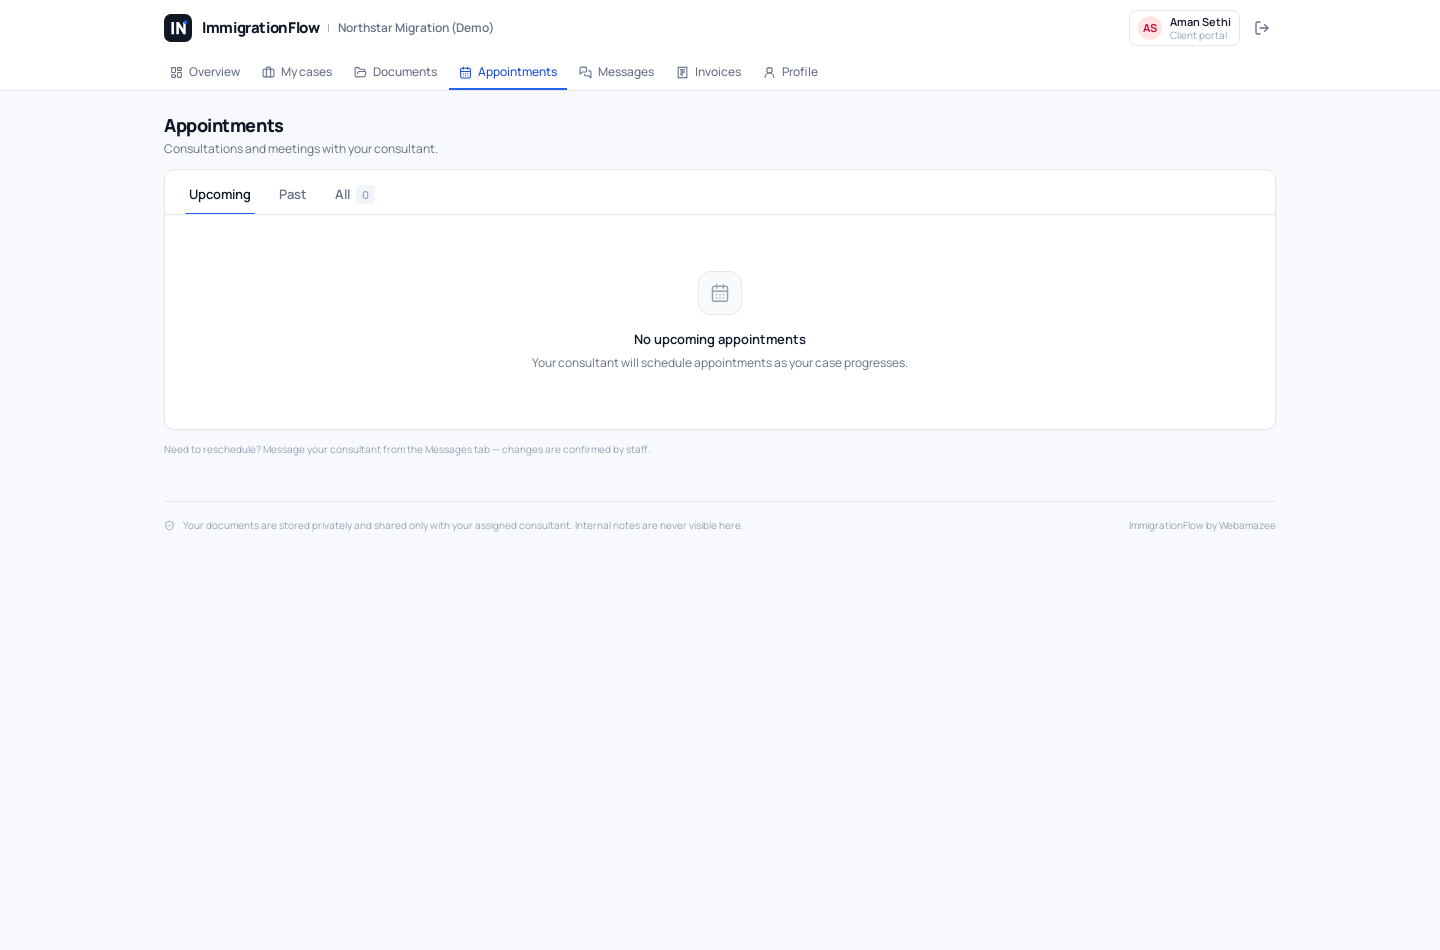 IN ImmigrationFlow | Northstar Migration (Demo)
AS Aman Sethi
Client portal
Overview My cases Documents Appointments Messages Invoices Profile
Appointments
Consultations and meetings with your consultant.
Upcoming Past All 0
No upcoming appointments
Your consultant will schedule appointments as your case progresses.
Need to reschedule? Message your consultant from the Messages tab — changes are confirmed by staff.
Your documents are stored privately and shared only with your assigned consultant. Internal notes are never visible here. ImmigrationFlow by Webamazee